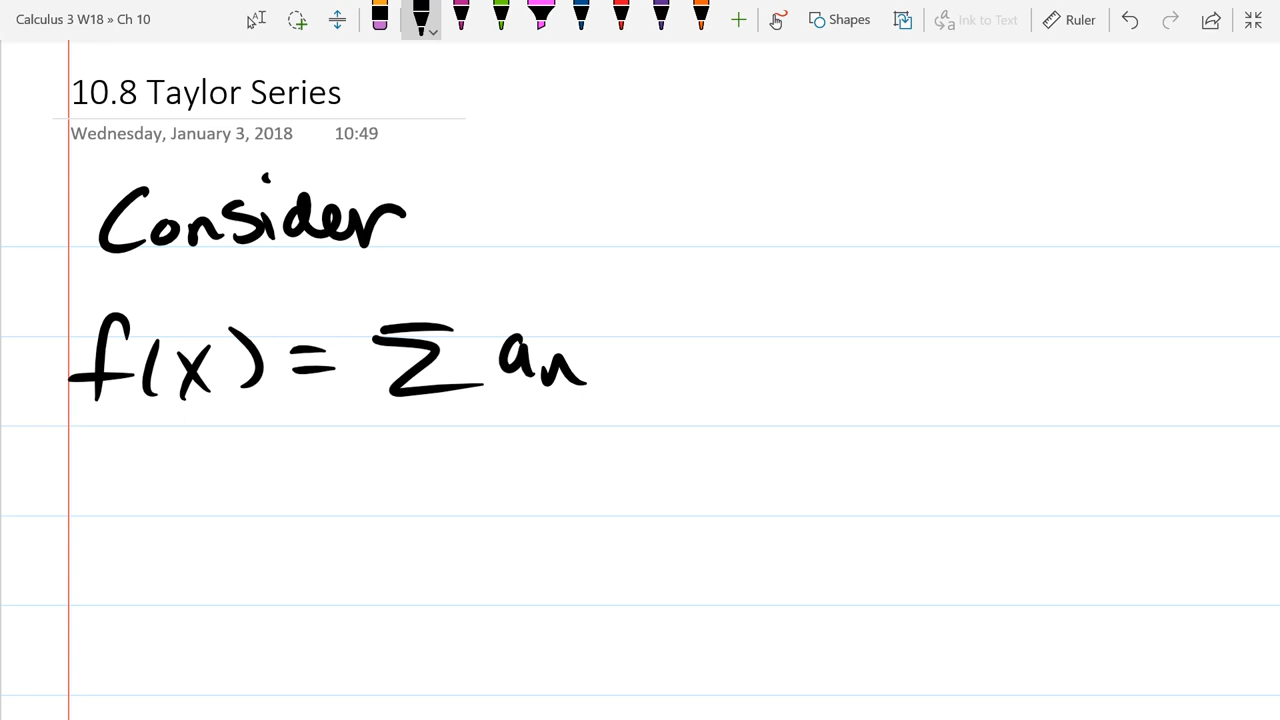 Calculus 3 W18 » Ch 10
Shapes
Link to Text
Ruler
10.8 Taylor Series
Wednesday, January 3, 2018 10:49
Consider
f(x) = Σ an